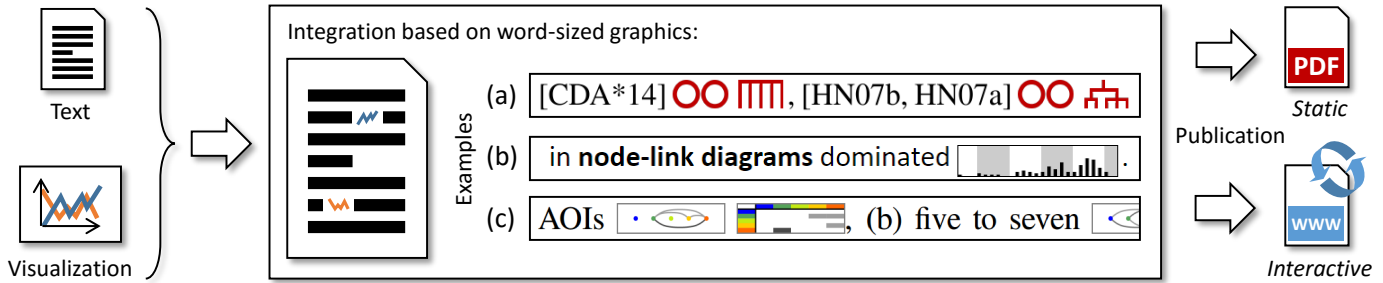 Text
Visualization
Integration based on word-sized graphics:
Examples
(a) [CDA*14] , [HN07b, HN07a]
(b) in node-link diagrams dominated .
(c) AOIs , (b) five to seven
Publication
PDF
Static
www
Interactive